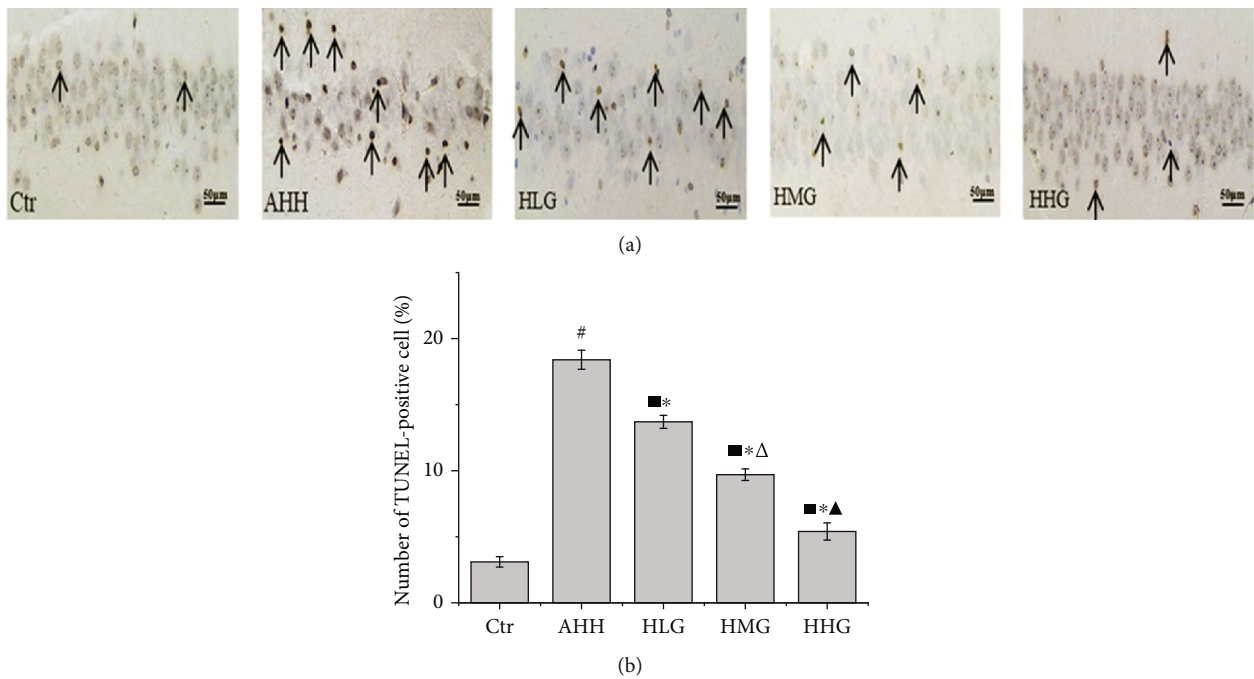 Ctr
50μm
AHH
50μm
HLG
50μm
HMG
50μm
HHG
50μm
(a)
Number of TUNEL-positive cell (%)
20
10
0
#
■*
■*Δ
■*▲
Ctr AHH HLG HMG HHG
(b)